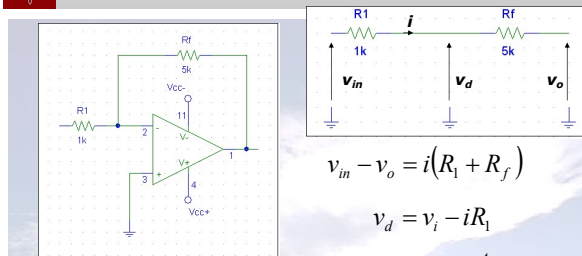 Rf
5k
Vcc-
R1
1k
11
2
-
V-
V+
1
3
+
4
Vcc+
R1
i
Rf
1k
5k
v_in
v_d
v_o
v_in − v_o = i(R_1 + R_f)
v_d = v_i − iR_1